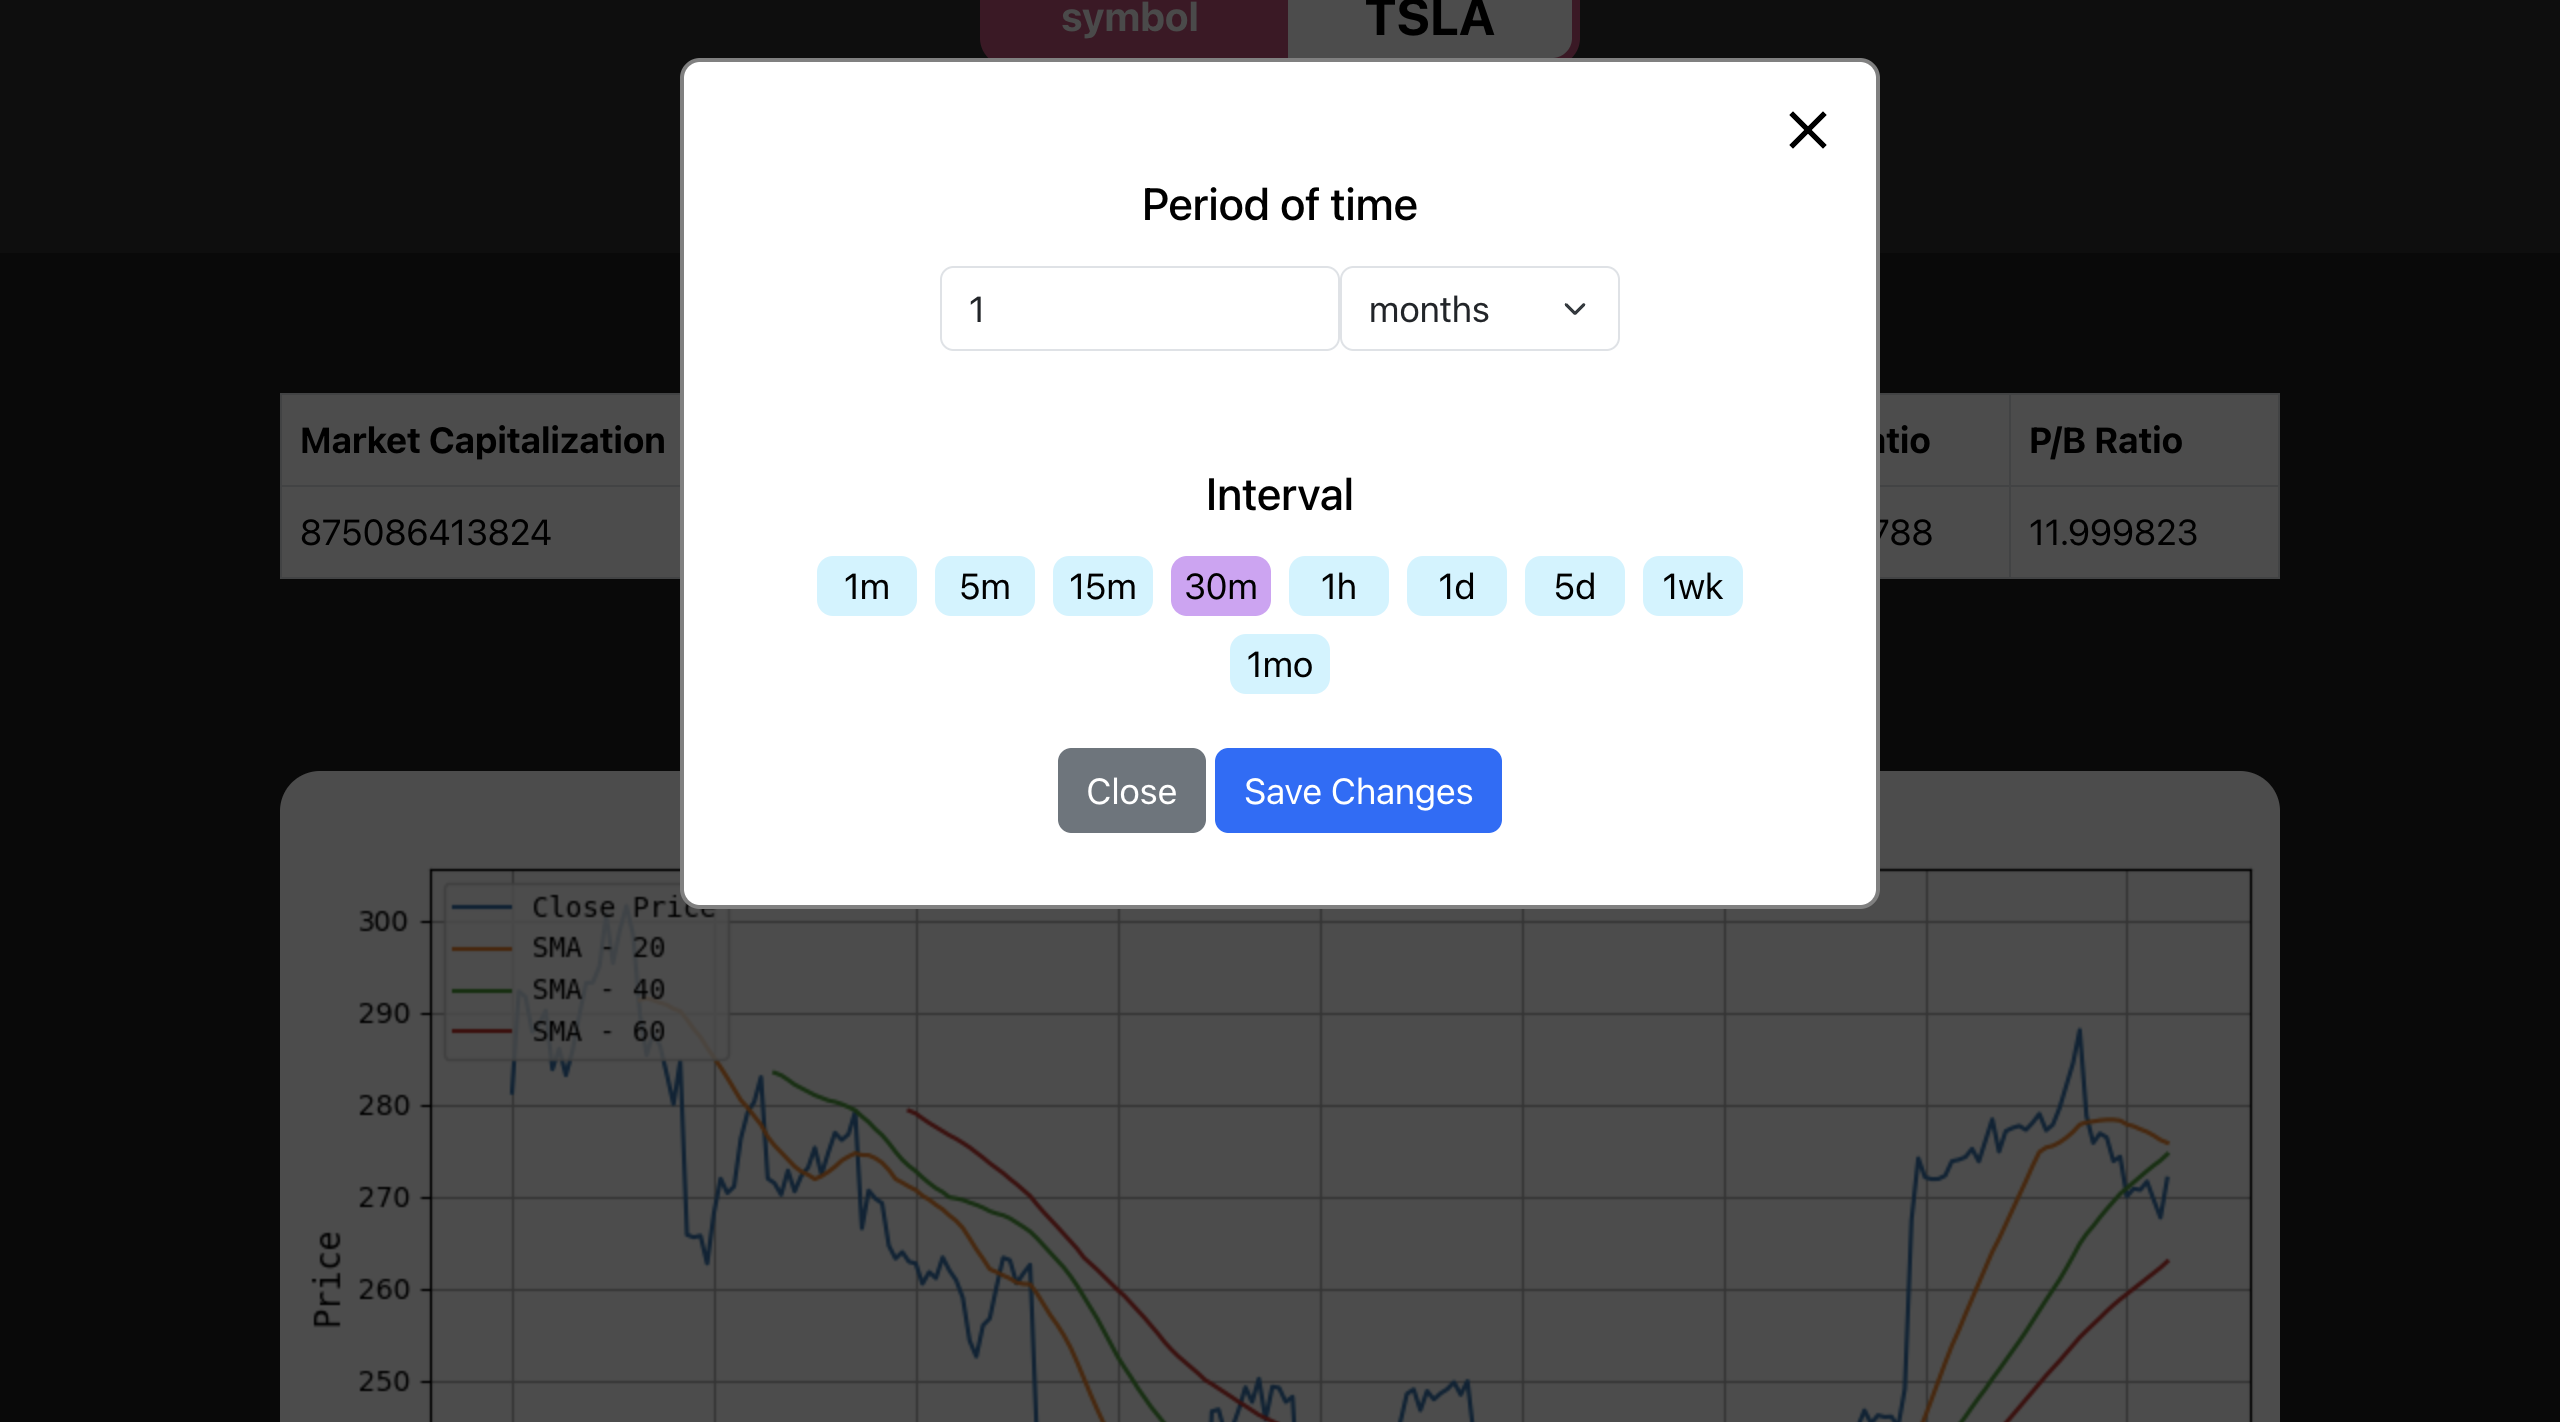 symbol TSLA
Period of time
1 months
Market Capitalization P/B Ratio
875086413824 11.999823
Interval
1m 5m 15m 30m 1h 1d 5d 1wk
1mo
Close Save Changes
Close Price
SMA - 20
SMA - 40
SMA - 60
300
290
280
270
260
250
Price